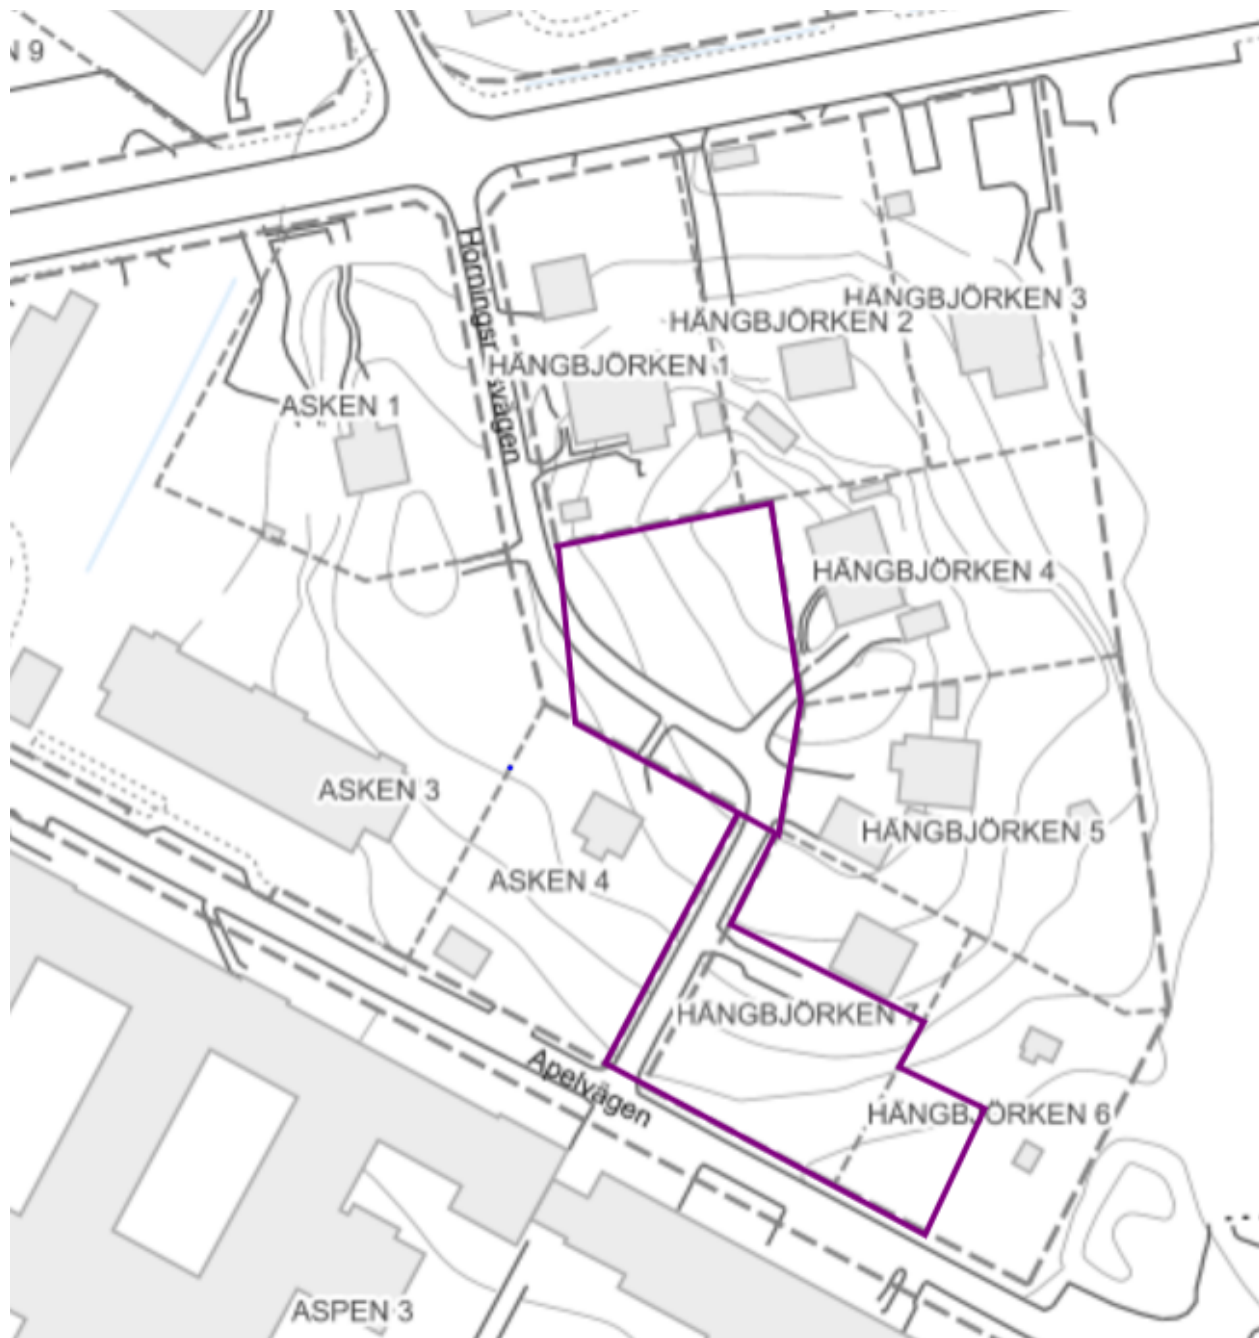 N 9
HÄNGBJÖRKEN 3
HÄNGBJÖRKEN 2
HÄNGBJÖRKEN 1
ASKEN 1
HÄNGBJÖRKEN 4
ASKEN 3
HÄNGBJÖRKEN 5
ASKEN 4
HÄNGBJÖRKEN 7
Apelvägen
HÄNGBJÖRKEN 6
ASPEN 3